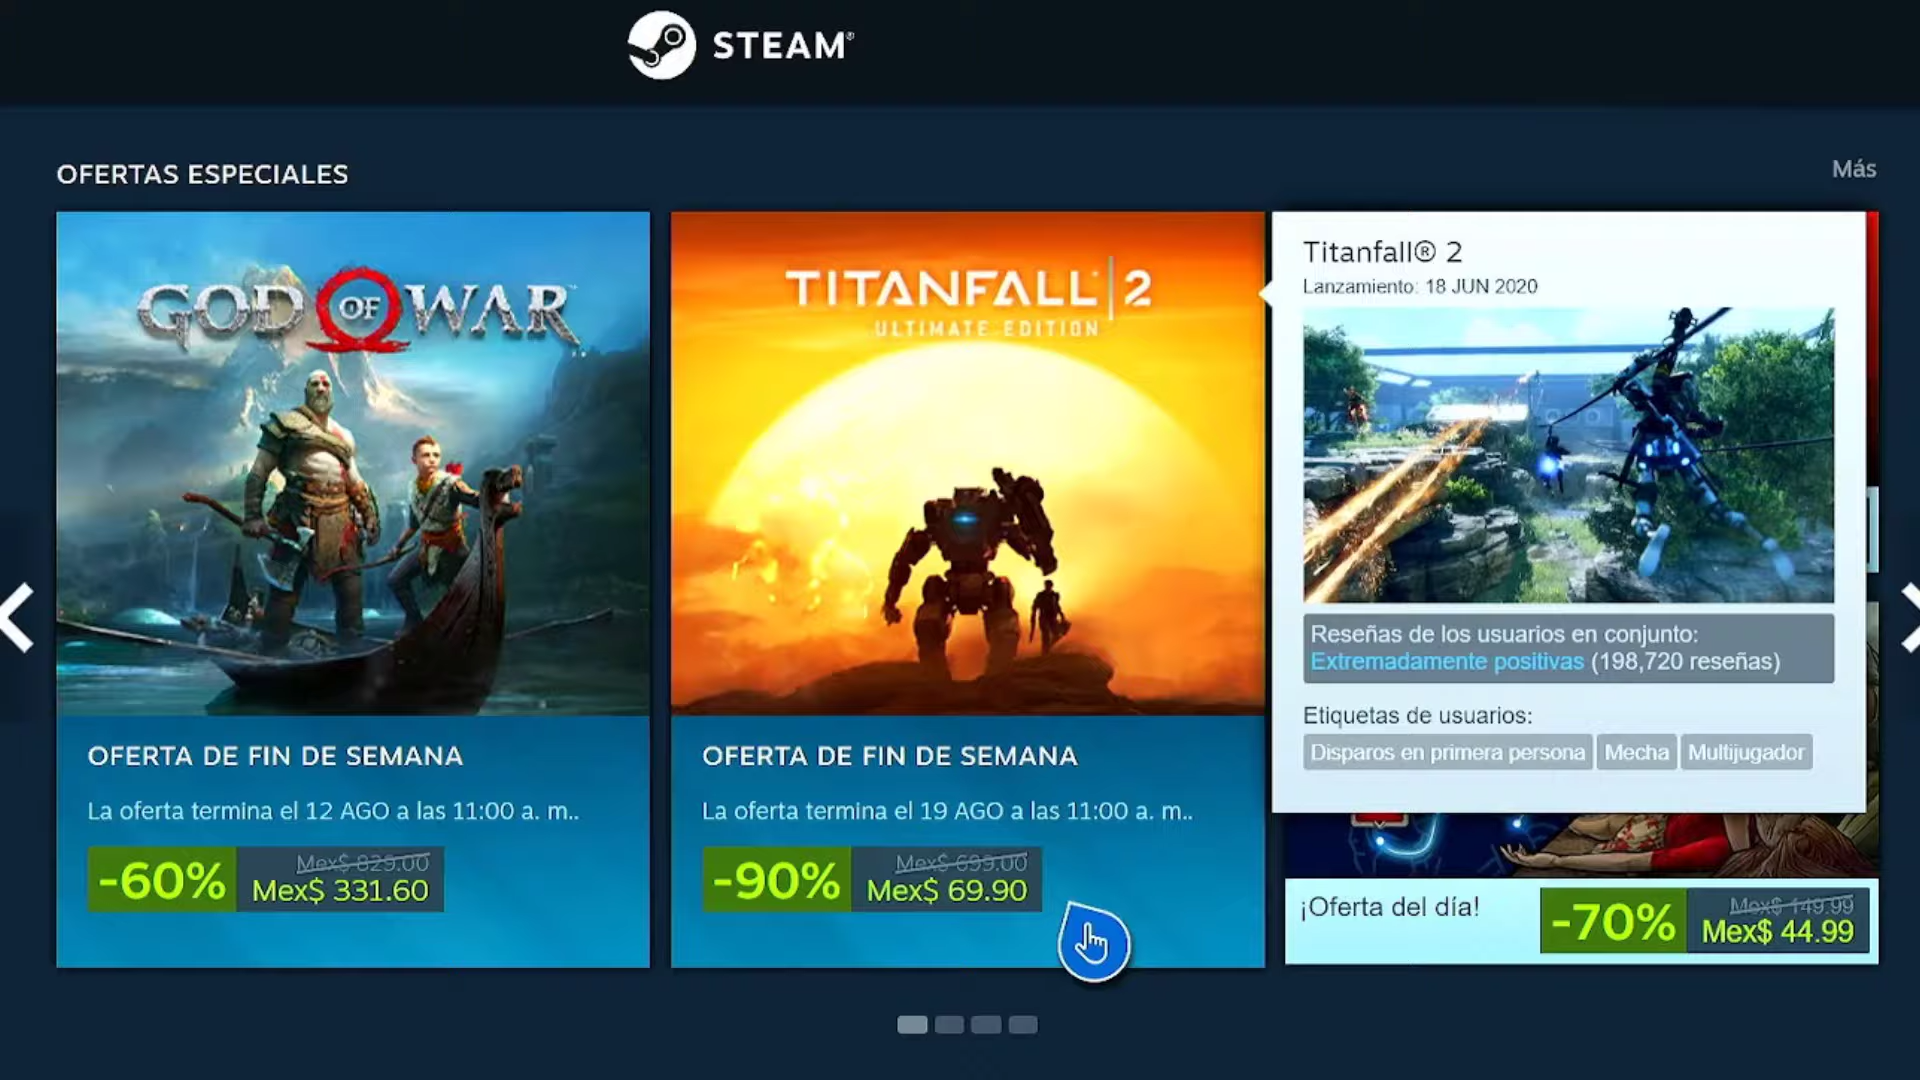 STEAM®
OFERTAS ESPECIALES
Más
GOD OF WAR
OFERTA DE FIN DE SEMANA
La oferta termina el 12 AGO a las 11:00 a. m..
-60%
Mex$ 829.00
Mex$ 331.60
TITANFALL 2
ULTIMATE EDITION
OFERTA DE FIN DE SEMANA
La oferta termina el 19 AGO a las 11:00 a. m..
-90%
Mex$ 699.00
Mex$ 69.90
Titanfall® 2
Lanzamiento: 18 JUN 2020
Reseñas de los usuarios en conjunto:
Extremadamente positivas (198,720 reseñas)
Etiquetas de usuarios:
Disparos en primera persona Mecha Multijugador
¡Oferta del día!
-70%
Mex$ 149.99
Mex$ 44.99